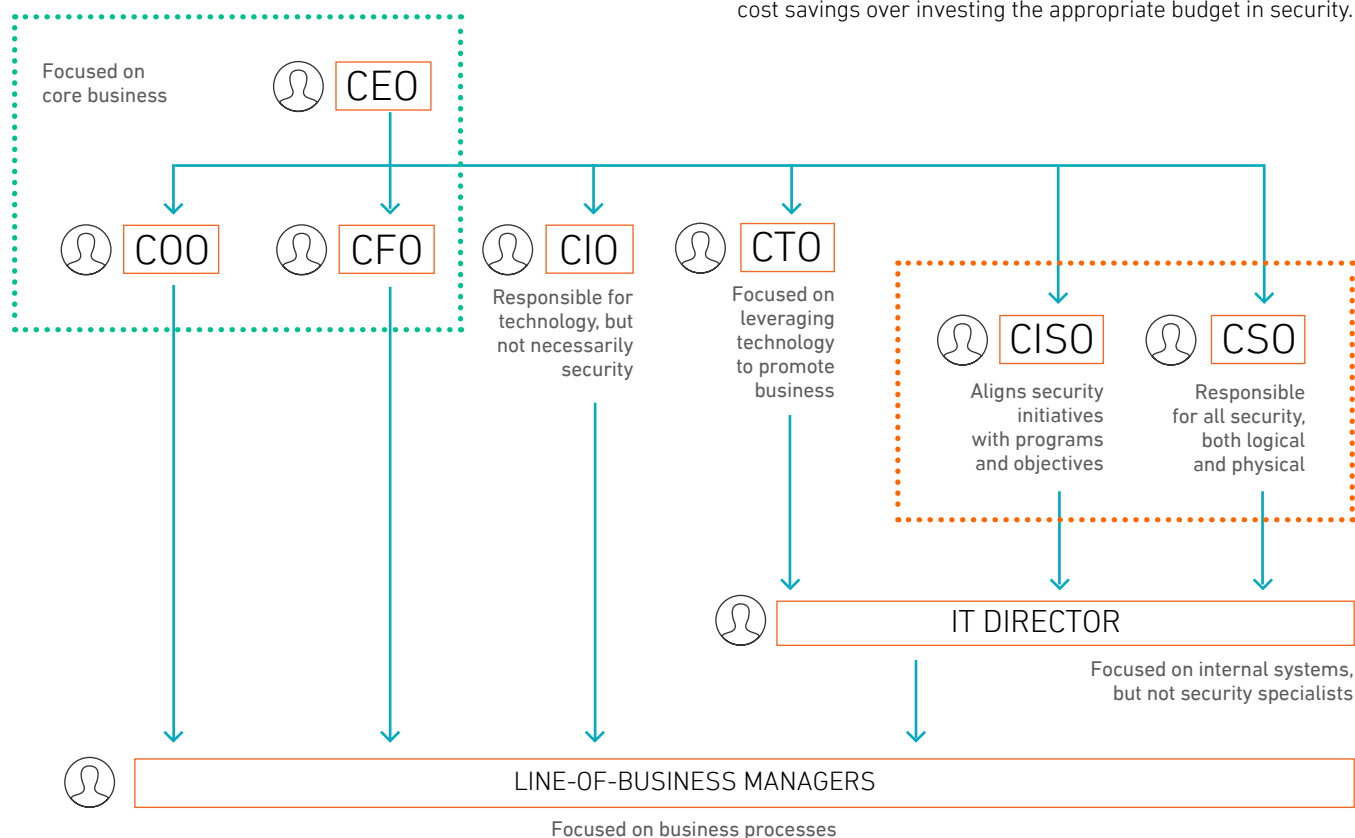 cost savings over investing the appropriate budget in security.
Focused on
core business
CEO
COO
CFO
CIO
Responsible for
technology, but
not necessarily
security
CTO
Focused on
leveraging
technology
to promote
business
CISO
Aligns security
initiatives
with programs
and objectives
CSO
Responsible
for all security,
both logical
and physical
IT DIRECTOR
Focused on internal systems,
but not security specialists
LINE-OF-BUSINESS MANAGERS
Focused on business processes